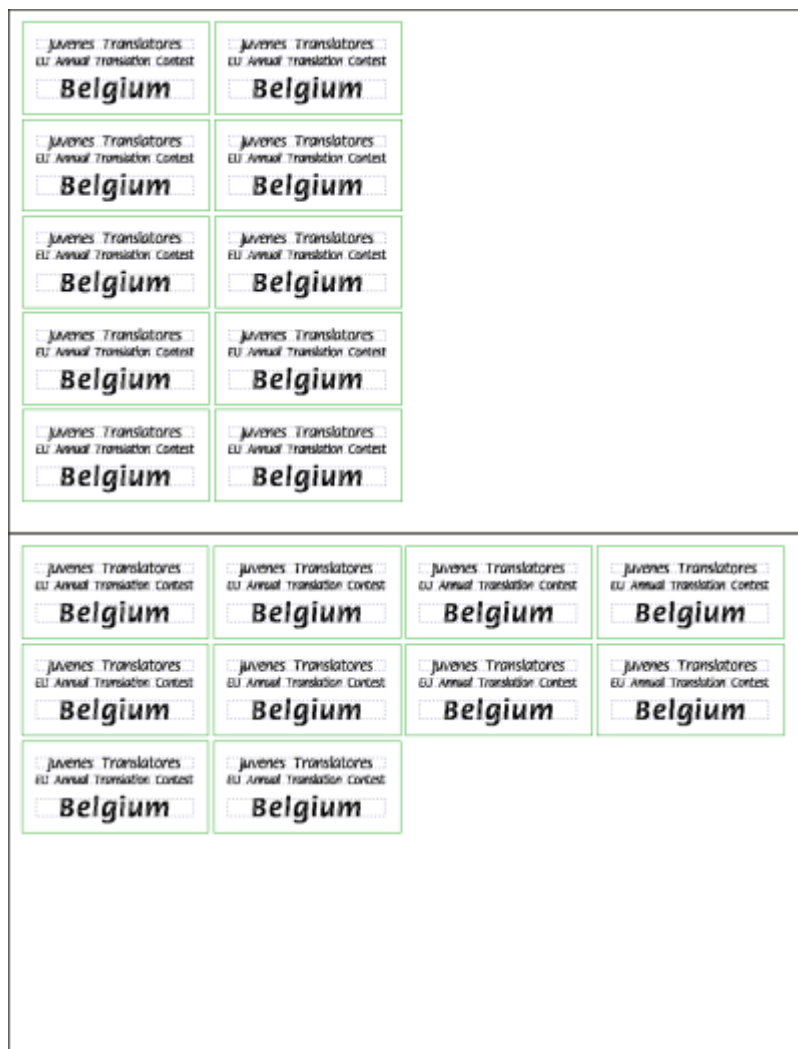 Juvenes Translatores Juvenes Translatores
EU Annual Translation Contest EU Annual Translation Contest
Belgium Belgium
Juvenes Translatores Juvenes Translatores
EU Annual Translation Contest EU Annual Translation Contest
Belgium Belgium
Juvenes Translatores Juvenes Translatores
EU Annual Translation Contest EU Annual Translation Contest
Belgium Belgium
Juvenes Translatores Juvenes Translatores
EU Annual Translation Contest EU Annual Translation Contest
Belgium Belgium
Juvenes Translatores Juvenes Translatores
EU Annual Translation Contest EU Annual Translation Contest
Belgium Belgium
Juvenes Translatores Juvenes Translatores Juvenes Translatores Juvenes Translatores
EU Annual Translation Contest EU Annual Translation Contest EU Annual Translation Contest EU Annual Translation Contest
Belgium Belgium Belgium Belgium
Juvenes Translatores Juvenes Translatores Juvenes Translatores Juvenes Translatores
EU Annual Translation Contest EU Annual Translation Contest EU Annual Translation Contest EU Annual Translation Contest
Belgium Belgium Belgium Belgium
Juvenes Translatores Juvenes Translatores
EU Annual Translation Contest EU Annual Translation Contest
Belgium Belgium